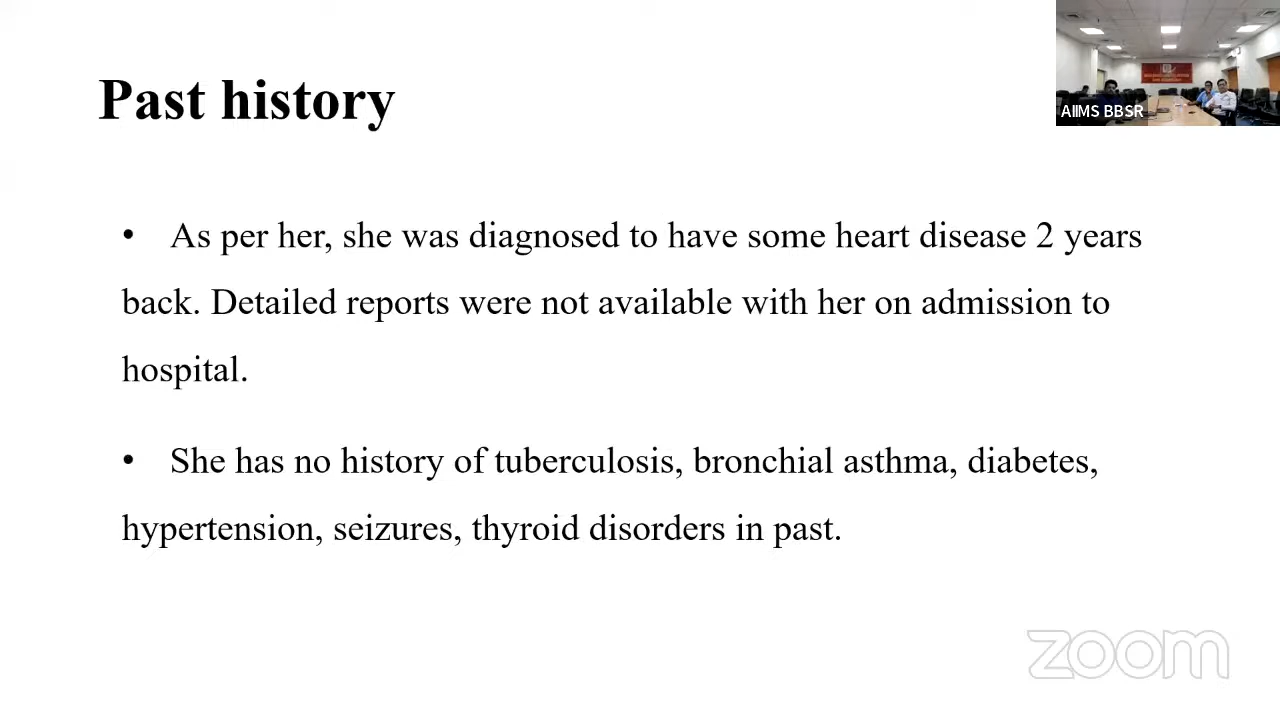 Past history
AIIMS BBSR
• As per her, she was diagnosed to have some heart disease 2 years
back. Detailed reports were not available with her on admission to
hospital.
• She has no history of tuberculosis, bronchial asthma, diabetes,
hypertension, seizures, thyroid disorders in past.
zoom